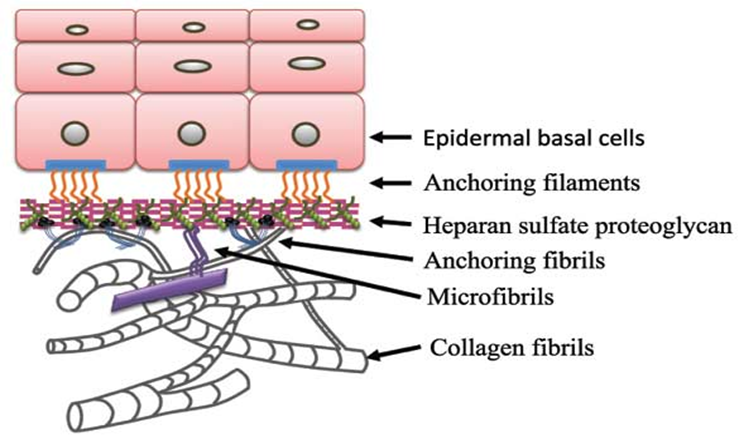 Epidermal basal cells
Anchoring filaments
Heparan sulfate proteoglycan
Anchoring fibrils
Microfibrils
Collagen fibrils